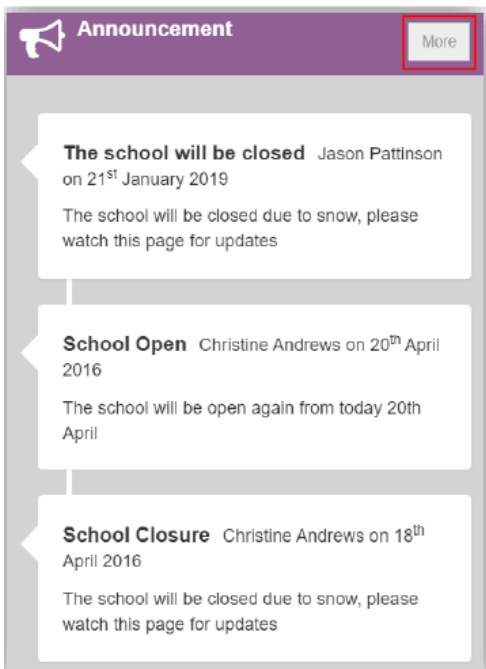 Announcement
More
The school will be closed Jason Pattinson
on 21st January 2019
The school will be closed due to snow, please
watch this page for updates
School Open Christine Andrews on 20th April
2016
The school will be open again from today 20th
April
School Closure Christine Andrews on 18th
April 2016
The school will be closed due to snow, please
watch this page for updates